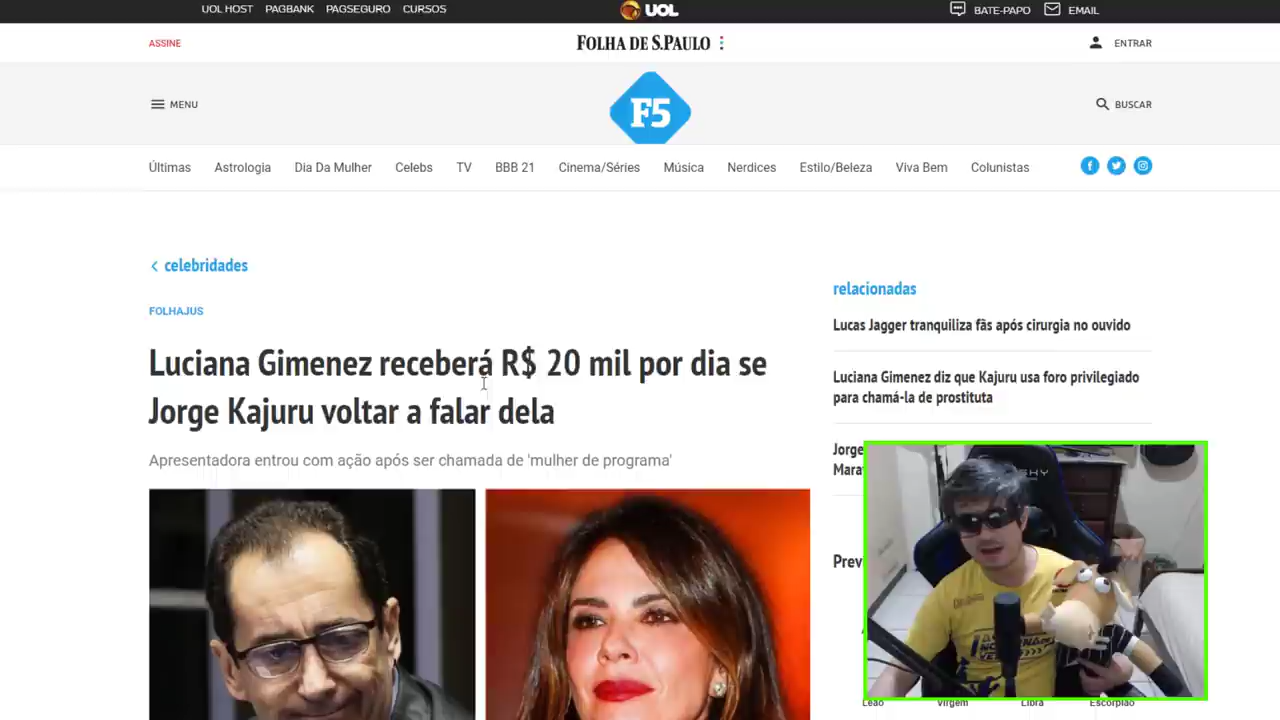 UOL HOST PAGBANK PAGSEGURO CURSOS UOL BATE-PAPO EMAIL
ASSINE FOLHA DE S.PAULO ENTRAR
MENU F5 BUSCAR
Últimas Astrologia Dia Da Mulher Celebs TV BBB 21 Cinema/Séries Música Nerdices Estilo/Beleza Viva Bem Colunistas
celebridades
FOLHAJUS
Luciana Gimenez receberá R$ 20 mil por dia se
Jorge Kajuru voltar a falar dela
Apresentadora entrou com ação após ser chamada de 'mulher de programa'
relacionadas
Lucas Jagger tranquiliza fãs após cirurgia no ouvido
Luciana Gimenez diz que Kajuru usa foro privilegiado
para chamá-la de prostituta
Jorge
Mara
Prev
Leão Virgem Libra Escorpião